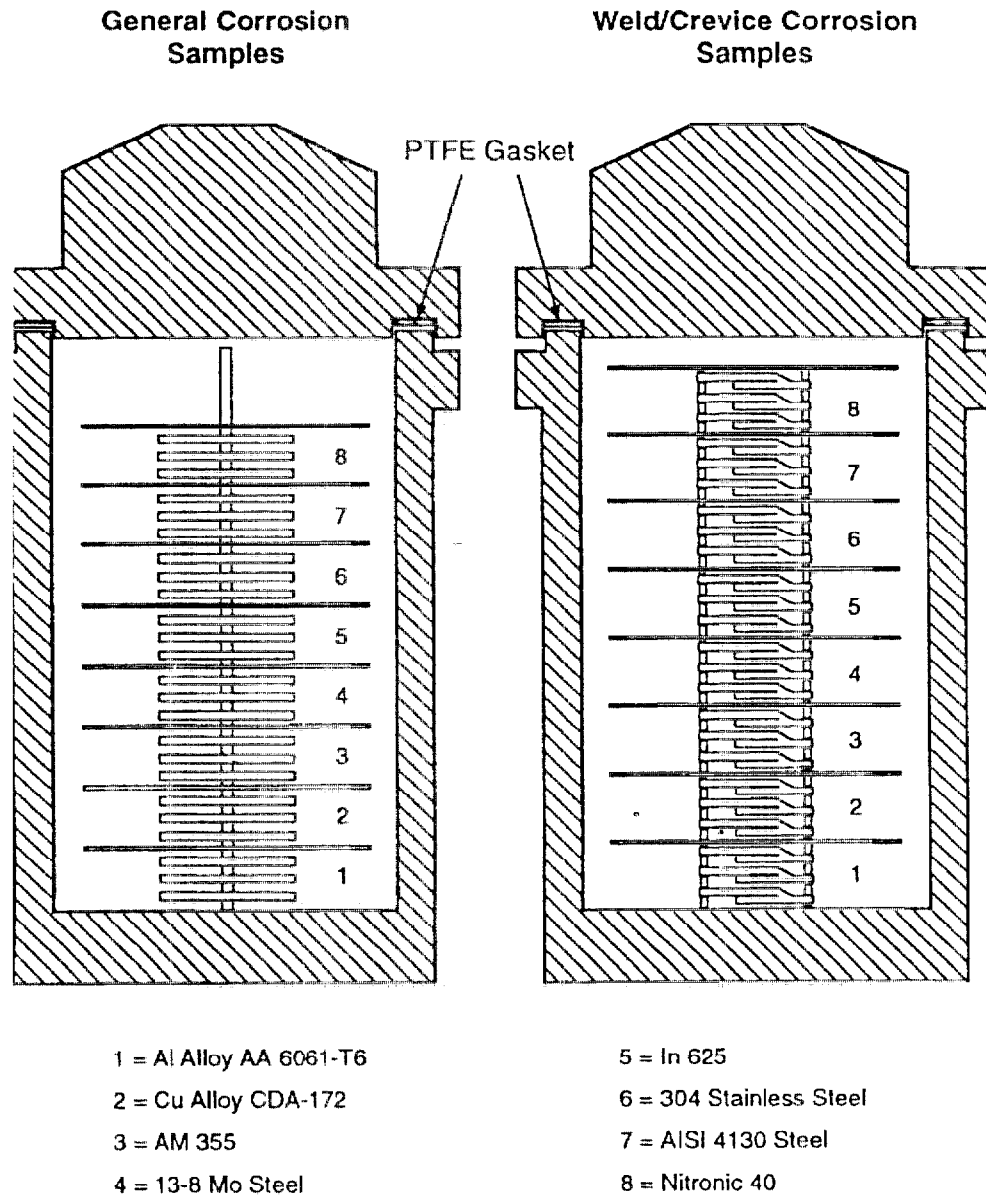 General Corrosion
Samples
Weld/Crevice Corrosion
Samples
PTFE Gasket
8
7
6
5
4
3
2
1
8
7
6
5
4
3
2
1
1 = Al Alloy AA 6061-T6
2 = Cu Alloy CDA-172
3 = AM 355
4 = 13-8 Mo Steel
5 = In 625
6 = 304 Stainless Steel
7 = AISI 4130 Steel
8 = Nitronic 40